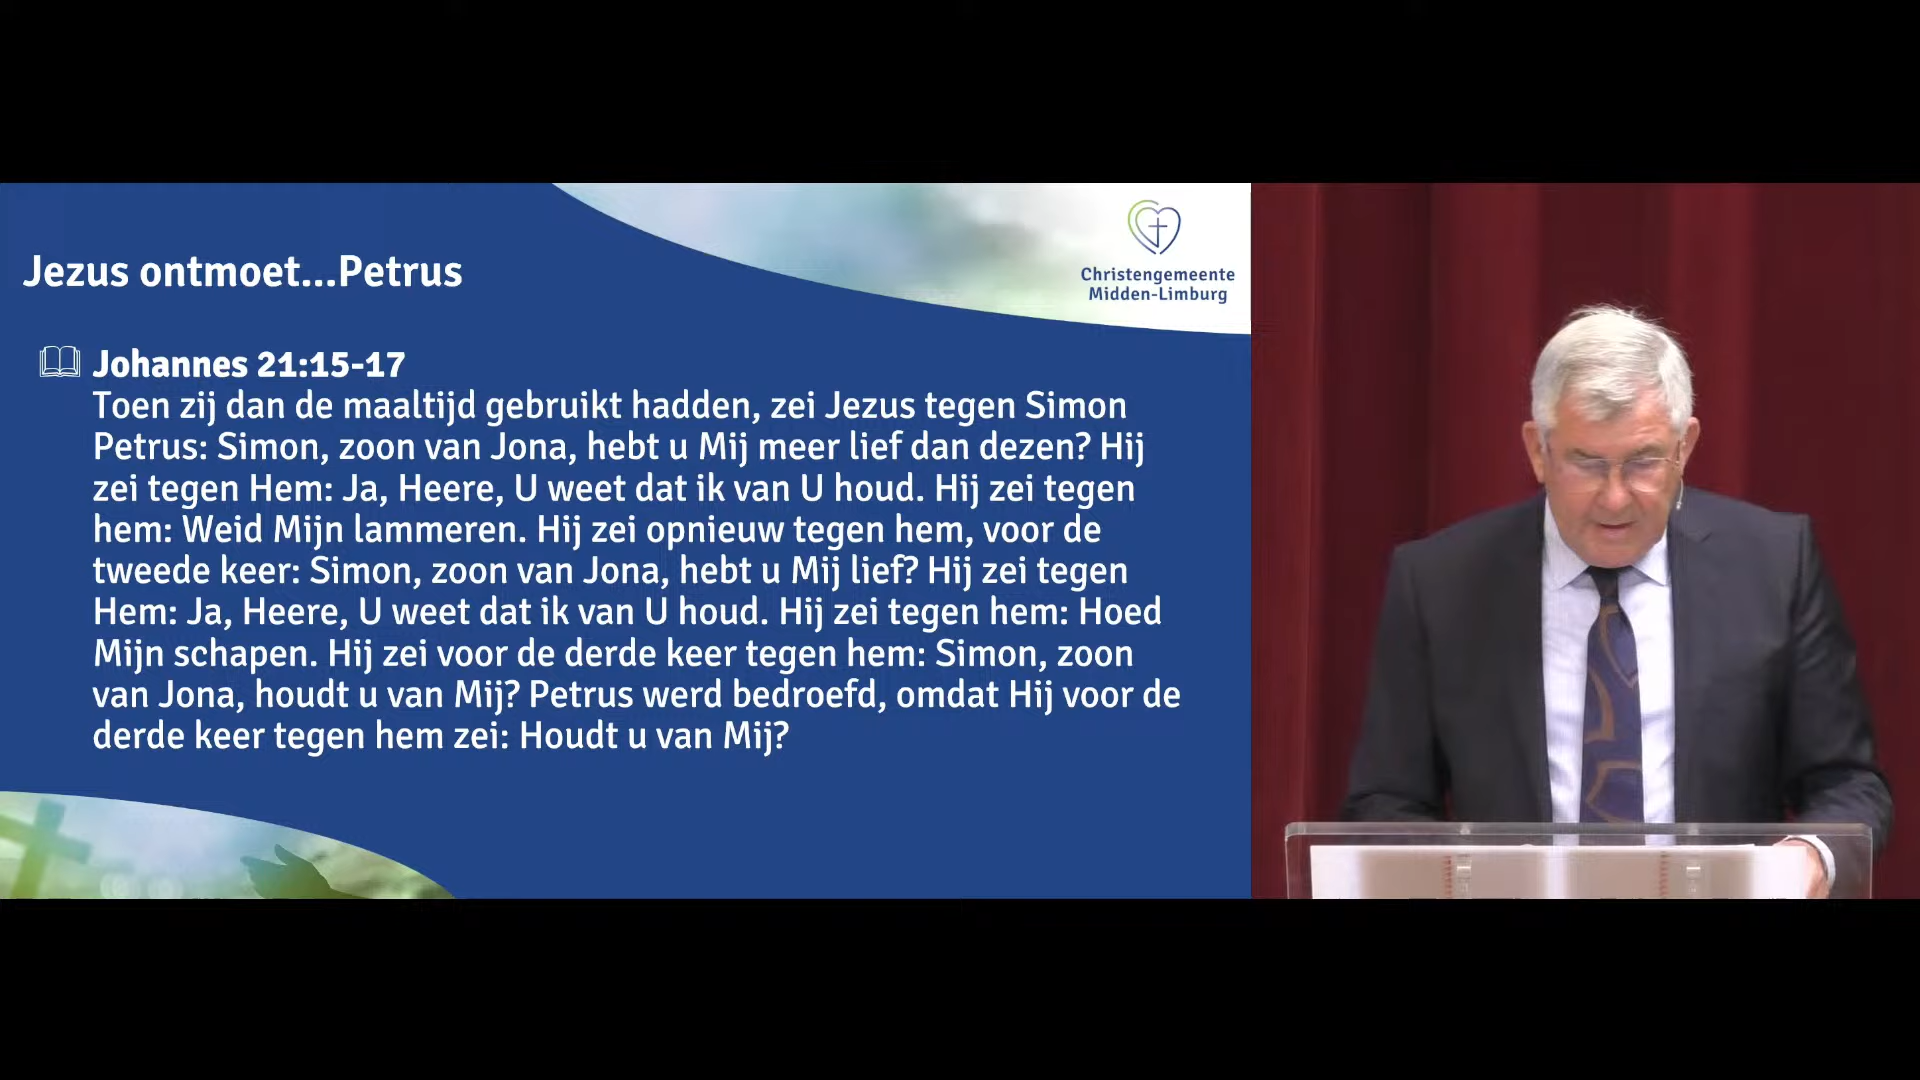 Jezus ontmoet...Petrus
Christengemeente
Midden-Limburg
Johannes 21:15-17
Toen zij dan de maaltijd gebruikt hadden, zei Jezus tegen Simon
Petrus: Simon, zoon van Jona, hebt u Mij meer lief dan dezen? Hij
zei tegen Hem: Ja, Heere, U weet dat ik van U houd. Hij zei tegen
hem: Weid Mijn lammeren. Hij zei opnieuw tegen hem, voor de
tweede keer: Simon, zoon van Jona, hebt u Mij lief? Hij zei tegen
Hem: Ja, Heere, U weet dat ik van U houd. Hij zei tegen hem: Hoed
Mijn schapen. Hij zei voor de derde keer tegen hem: Simon, zoon
van Jona, houdt u van Mij? Petrus werd bedroefd, omdat Hij voor de
derde keer tegen hem zei: Houdt u van Mij?